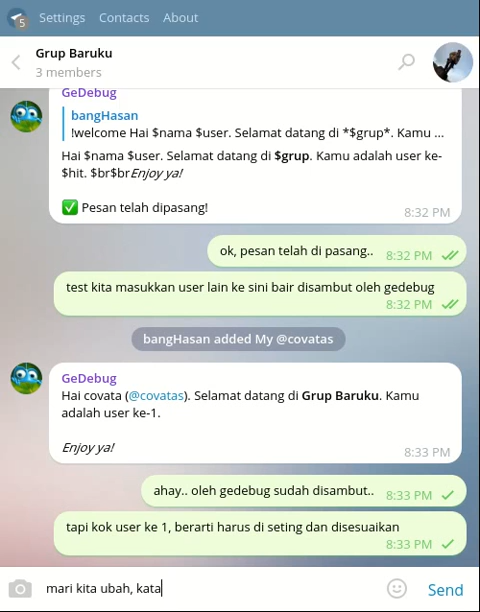 5 Settings Contacts About
Grup Baruku
3 members
GeDebug
bangHasan
!welcome Hai $nama $user. Selamat datang di *$grup*. Kamu ...
Hai $nama $user. Selamat datang di $grup. Kamu adalah user ke-
$hit. $br$brEnjoy ya!
✅ Pesan telah dipasang!
8:32 PM
ok, pesan telah di pasang.. 8:32 PM
test kita masukkan user lain ke sini bair disambut oleh gedebug
8:32 PM
bangHasan added My @covatas
GeDebug
Hai covata (@covatas). Selamat datang di Grup Baruku. Kamu
adalah user ke-1.
Enjoy ya!
8:33 PM
ahay.. oleh gedebug sudah disambut.. 8:33 PM
tapi kok user ke 1, berarti harus di seting dan disesuaikan
8:33 PM
mari kita ubah, kata
Send